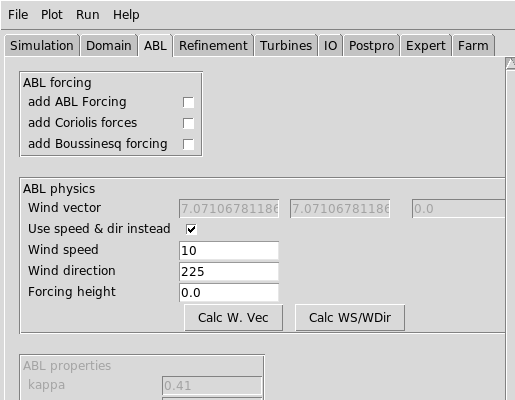 File Plot Run Help
Simulation Domain ABL Refinement Turbines IO Postpro Expert Farm
ABL forcing
add ABL Forcing
add Coriolis forces
add Boussinesq forcing
ABL physics
Wind vector 7.07106781186 7.07106781186 0.0
Use speed & dir instead
Wind speed 10
Wind direction 225
Forcing height 0.0
Calc W. Vec Calc WS/WDir
ABL properties
kappa 0.41